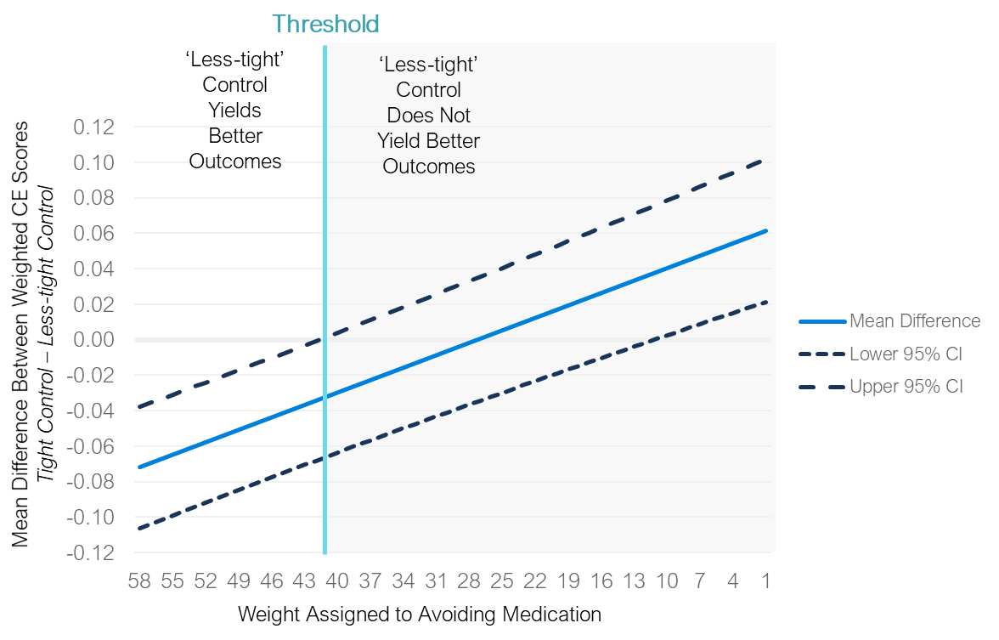 Threshold
‘Less-tight’
Control
Yields
Better
Outcomes
‘Less-tight’
Control
Does Not
Yield Better
Outcomes
Mean Difference Between Weighted CE Scores
Tight Control – Less-tight Control
0.12
0.10
0.08
0.06
0.04
0.02
0.00
-0.02
-0.04
-0.06
-0.08
-0.10
-0.12
58 55 52 49 46 43 40 37 34 31 28 25 22 19 16 13 10 7 4 1
Weight Assigned to Avoiding Medication
Mean Difference
Lower 95% CI
Upper 95% CI